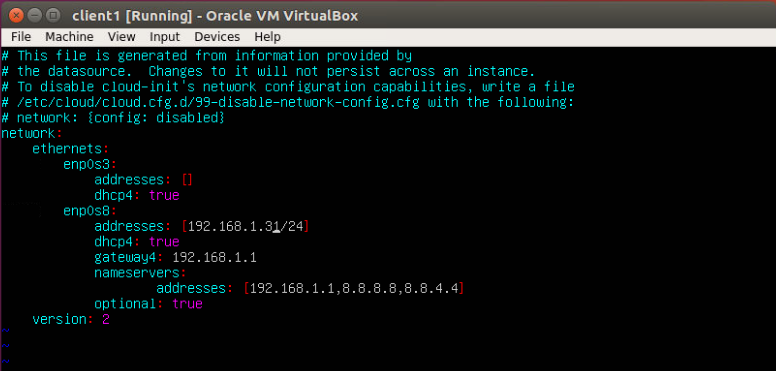 client1 [Running] - Oracle VM VirtualBox
File Machine View Input Devices Help
# This file is generated from information provided by
# the datasource.  Changes to it will not persist across an instance.
# To disable cloud-init's network configuration capabilities, write a file
# /etc/cloud/cloud.cfg.d/99-disable-network-config.cfg with the following:
# network: {config: disabled}
network:
    ethernets:
        enp0s3:
            addresses: []
            dhcp4: true
        enp0s8:
            addresses: [192.168.1.31/24]
            dhcp4: true
            gateway4: 192.168.1.1
            nameservers:
                    addresses: [192.168.1.1,8.8.8.8,8.8.4.4]
            optional: true
    version: 2
~
~
~